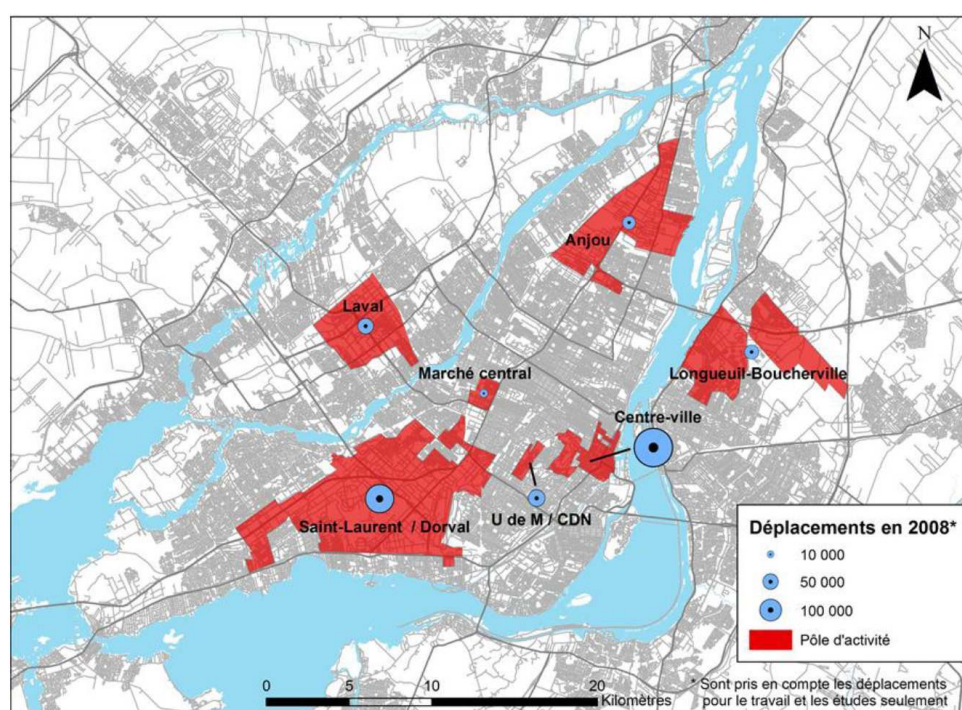 N
Anjou
Laval
Marché central
Longueuil-Boucherville
Centre-ville
U de M / CDN
Saint-Laurent / Dorval
Déplacements en 2008*
10 000
50 000
100 000
Pôle d'activité
0 5 10 20
Kilomètres
* Sont pris en compte les déplacements
pour le travail et les études seulement